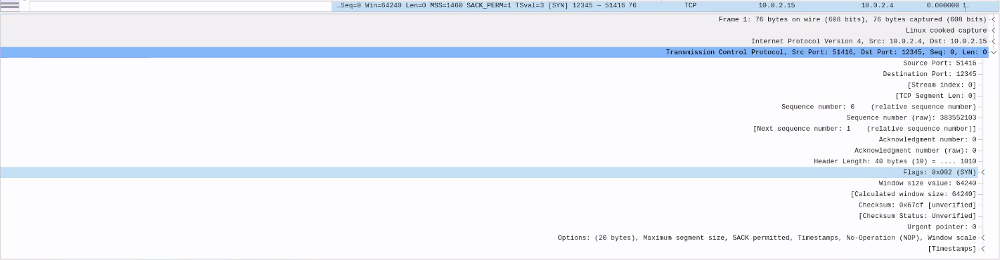 …Seq=0 Win=64240 Len=0 MSS=1460 SACK_PERM=1 TSval=3 [SYN] 12345 → 51416 76 TCP 10.0.2.15 10.0.2.4 0.000000 1…
Frame 1: 76 bytes on wire (608 bits), 76 bytes captured (608 bits)
Linux cooked capture
Internet Protocol Version 4, Src: 10.0.2.4, Dst: 10.0.2.15
Transmission Control Protocol, Src Port: 51416, Dst Port: 12345, Seq: 0, Len: 0
Source Port: 51416
Destination Port: 12345
[Stream index: 0]
[TCP Segment Len: 0]
Sequence number: 0 (relative sequence number)
Sequence number (raw): 383552103
[Next sequence number: 1 (relative sequence number)]
Acknowledgment number: 0
Acknowledgment number (raw): 0
Header Length: 40 bytes (10) = .... 1010
Flags: 0x002 (SYN)
Window size value: 64240
[Calculated window size: 64240]
Checksum: 0x67cf [unverified]
[Checksum Status: Unverified]
Urgent pointer: 0
Options: (20 bytes), Maximum segment size, SACK permitted, Timestamps, No-Operation (NOP), Window scale
[Timestamps]